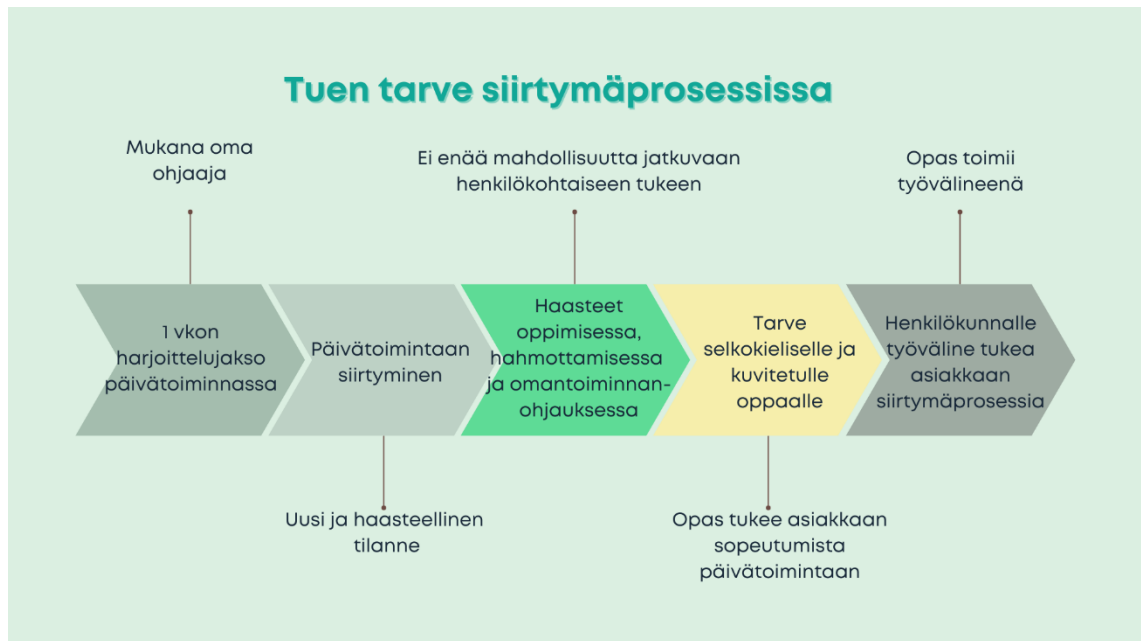 Tuen tarve siirtymäprosessissa
Mukana oma
ohjaaja
Ei enää mahdollisuutta jatkuvaan
henkilökohtaiseen tukeen
Opas toimii
työvälineenä
1 vkon
harjoittelujakso
päivätoiminnassa
Päivätoimintaan
siirtyminen
Haasteet
oppimisessa,
hahmottamisessa
ja omantoiminnan-
ohjauksessa
Tarve
selkokieliselle ja
kuvitetulle
oppaalle
Henkilökunnalle
työväline tukea
asiakkaan
siirtymäprosessia
Uusi ja haasteellinen
tilanne
Opas tukee asiakkaan
sopeutumista
päivätoimintaan